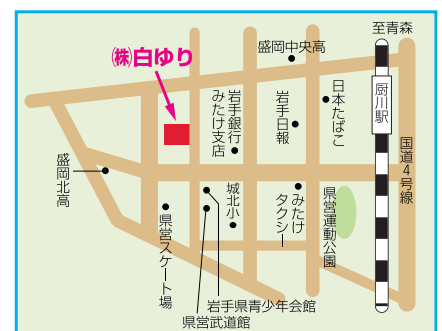 至青森
盛岡中央高
㈱白ゆり
厨川駅
日本たばこ
岩手日報
岩手銀行
みたけ支店
国道4号線
盛岡北高
城北小
みたけ
タクシー
県営運動公園
県営スケート場
岩手県青少年会館
県営武道館